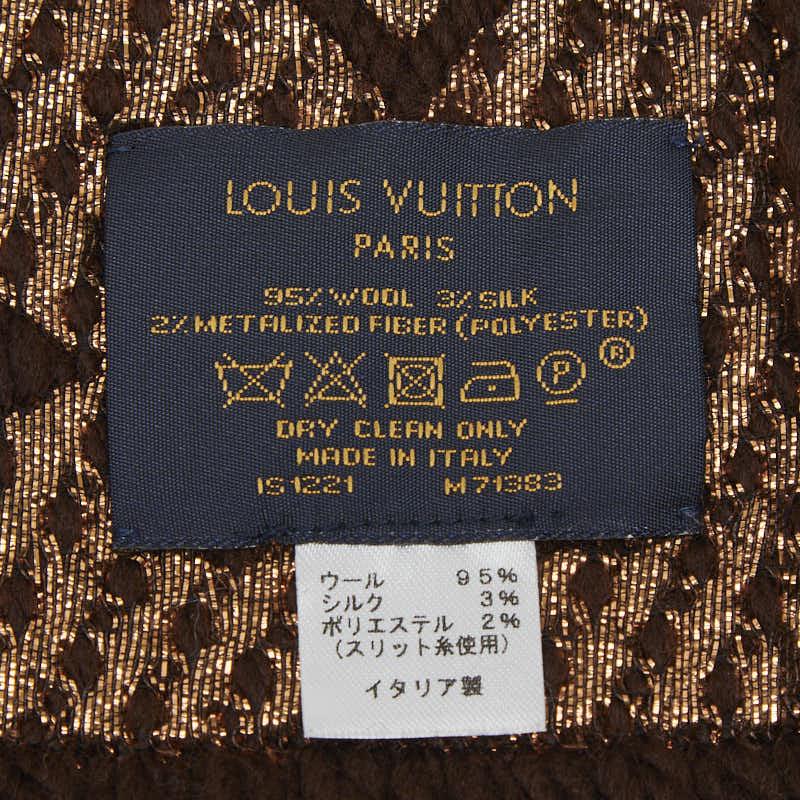 LOUIS VUITTON
PARIS
95% WOOL 3% SILK
2% METALIZED FIBER (POLYESTER)
P ®
DRY CLEAN ONLY
MADE IN ITALY
IS1221 M71383
ウール 95%
シルク 3%
ポリエステル 2%
(スリット糸使用)
イタリア製